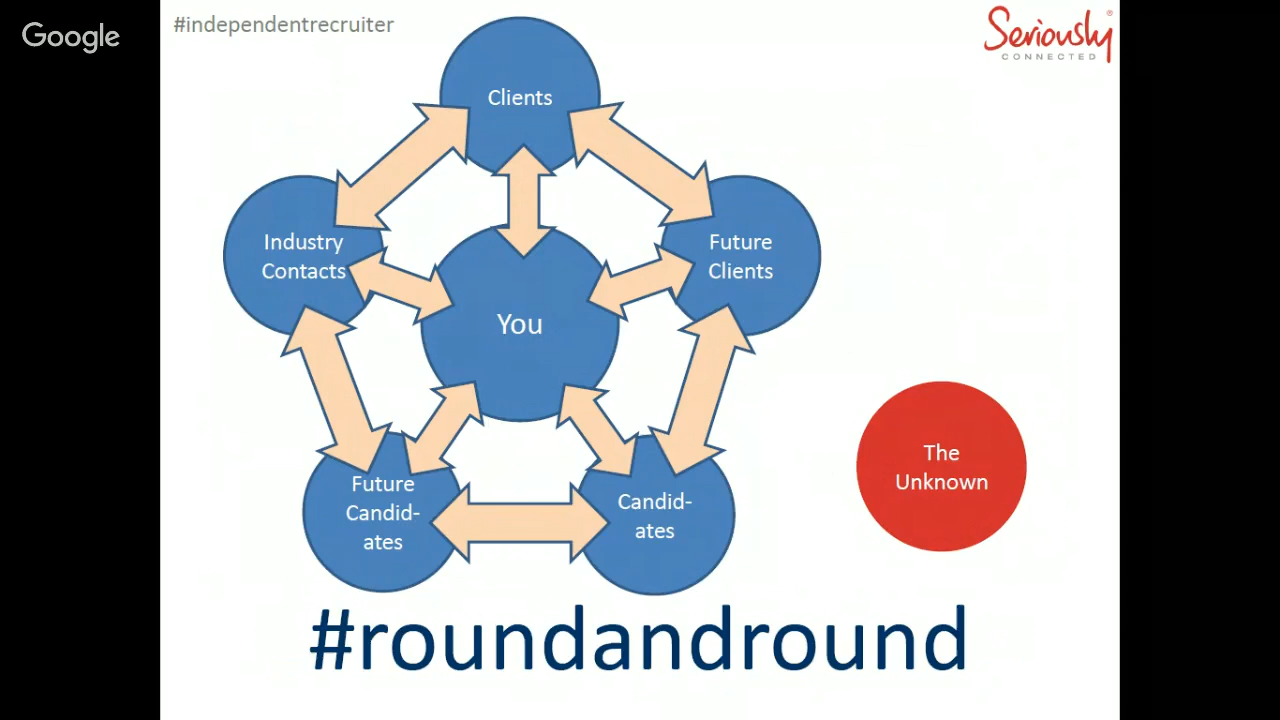 Google
#independentrecruiter
Seriously
CONNECTED
Clients
Industry
Contacts
Future
Clients
You
Future
Candid-
ates
Candid-
ates
The
Unknown
#roundandround